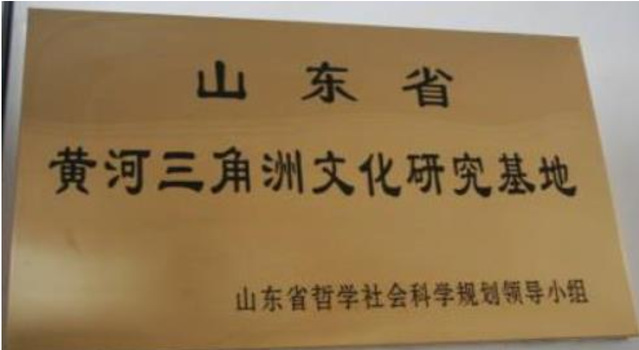 山东省
黄河三角洲文化研究基地
山东省哲学社会科学规划领导小组